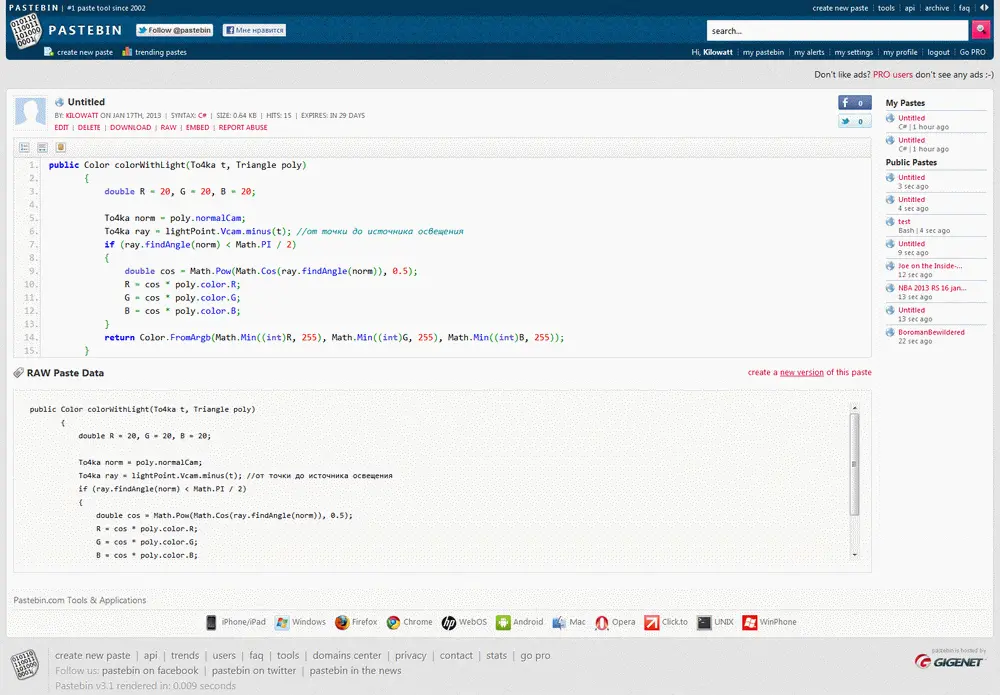 PASTEBIN | #1 paste tool since 2002
create new paste | tools | api | archive | faq
PASTEBIN
Follow @pastebin
Мне нравится
search...
create new paste
trending pastes
Hi, Kilowatt | my pastebin | my alerts | my settings | my profile | logout | Go PRO
Don't like ads? PRO users don't see any ads :-)
Untitled
BY: KILOWATT ON JAN 17TH, 2013 | SYNTAX: C# | SIZE: 0.64 KB | HITS: 15 | EXPIRES: IN 29 DAYS
EDIT | DELETE | DOWNLOAD | RAW | EMBED | REPORT ABUSE
0
0
1. public Color colorWithLight(To4ka t, Triangle poly)
2. {
3. double R = 20, G = 20, B = 20;
4.
5. To4ka norm = poly.normalCam;
6. To4ka ray = lightPoint.Vcam.minus(t); //от точки до источника освещения
7. if (ray.findAngle(norm) < Math.PI / 2)
8. {
9. double cos = Math.Pow(Math.Cos(ray.findAngle(norm)), 0.5);
10. R = cos * poly.color.R;
11. G = cos * poly.color.G;
12. B = cos * poly.color.B;
13. }
14. return Color.FromArgb(Math.Min((int)R, 255), Math.Min((int)G, 255), Math.Min((int)B, 255));
15. }
My Pastes
Untitled
C# | 1 hour ago
Untitled
C# | 1 hour ago
Public Pastes
Untitled
3 sec ago
Untitled
4 sec ago
test
Bash | 4 sec ago
Untitled
9 sec ago
Joe on the Inside-...
12 sec ago
NBA 2013 RS 16 jan...
13 sec ago
Untitled
13 sec ago
BoromanBewildered
22 sec ago
RAW Paste Data
create a new version of this paste
public Color colorWithLight(To4ka t, Triangle poly)
{
double R = 20, G = 20, B = 20;
To4ka norm = poly.normalCam;
To4ka ray = lightPoint.Vcam.minus(t); //от точки до источника освещения
if (ray.findAngle(norm) < Math.PI / 2)
{
double cos = Math.Pow(Math.Cos(ray.findAngle(norm)), 0.5);
R = cos * poly.color.R;
G = cos * poly.color.G;
B = cos * poly.color.B;
Pastebin.com Tools & Applications
iPhone/iPad Windows Firefox Chrome WebOS Android Mac Opera Click.to UNIX WinPhone
create new paste | api | trends | users | faq | tools | domains center | privacy | contact | stats | go pro
Follow us: pastebin on facebook | pastebin on twitter | pastebin in the news
Pastebin v3.1 rendered in: 0.009 seconds
pastebin is hosted by
GIGENET